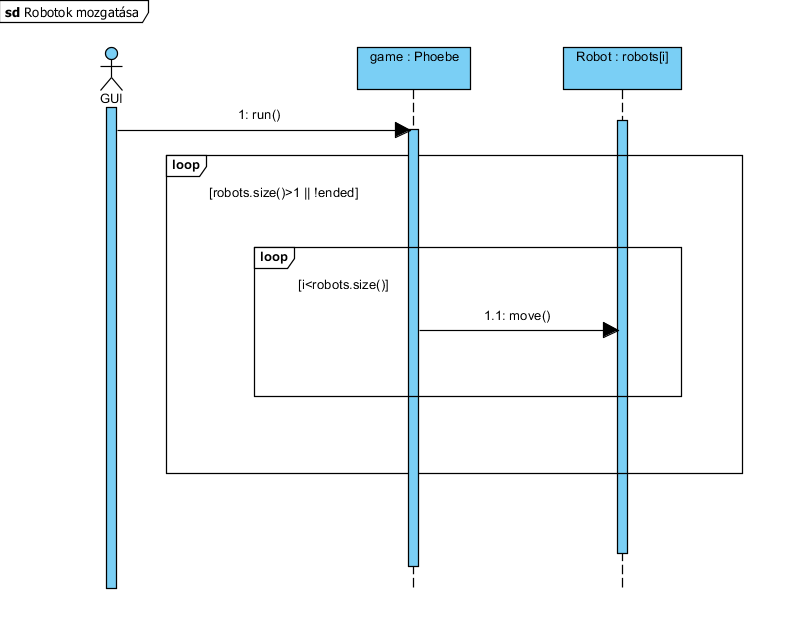 sd Robotok mozgatása
game : Phoebe
Robot : robots[i]
GUI
1: run()
loop
[robots.size()>1 || !ended]
loop
[i<robots.size()]
1.1: move()